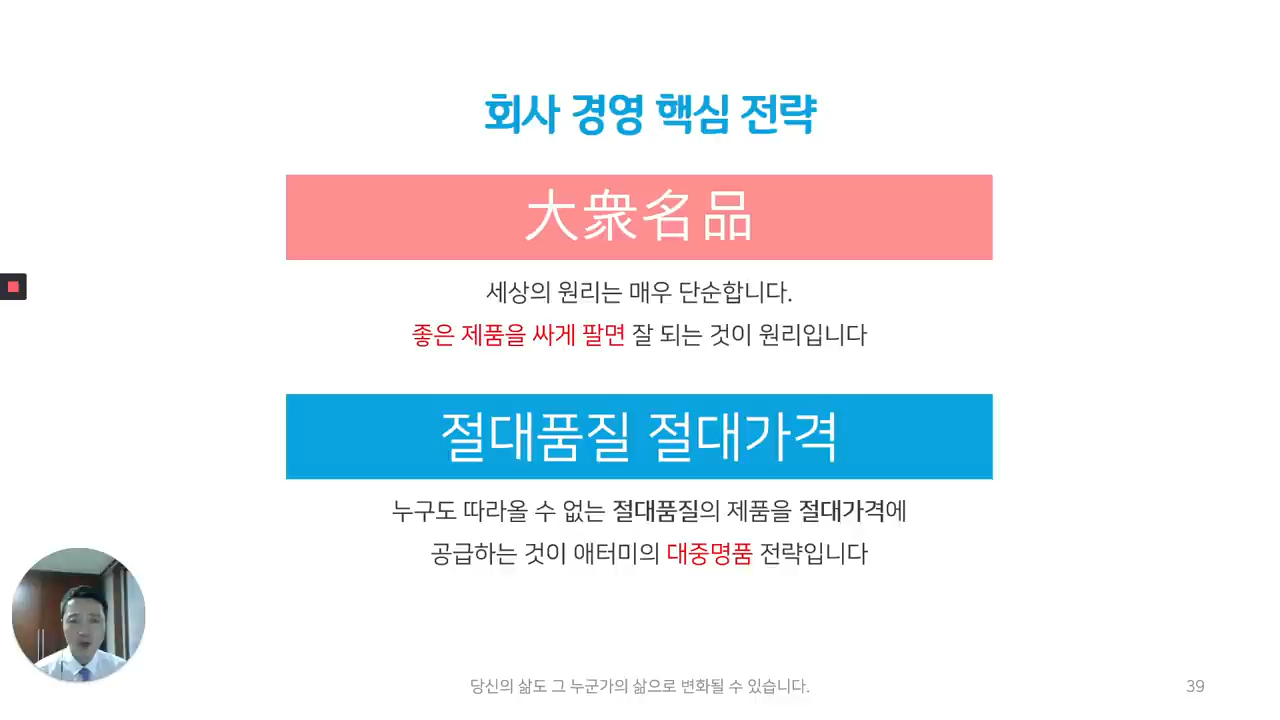 회사 경영 핵심 전략
大衆名品
세상의 원리는 매우 단순합니다.
좋은 제품을 싸게 팔면 잘 되는 것이 원리입니다
절대품질 절대가격
누구도 따라올 수 없는 절대품질의 제품을 절대가격에
공급하는 것이 애터미의 대중명품 전략입니다
당신의 삶도 그 누군가의 삶으로 변화될 수 있습니다.
39